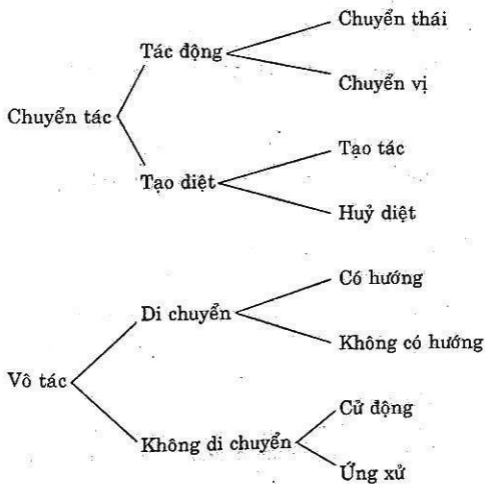 Chuyển thái
Tác động
Chuyển vị
Chuyển tác
Tạo tác
Tạo diệt
Huỷ diệt
Có hướng
Di chuyển
Không có hướng
Vô tác
Cử động
Không di chuyển
Ứng xử